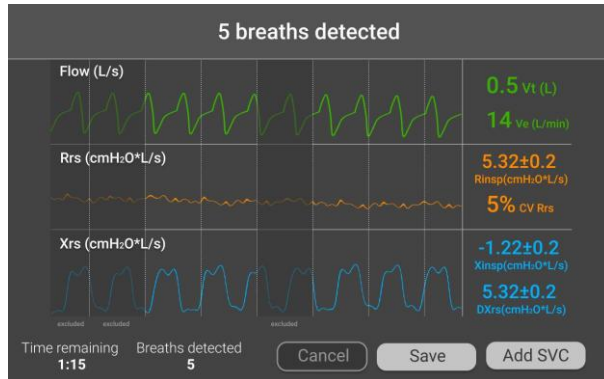 5 breaths detected
Flow (L/s)
0.5 Vt (L)
14 Ve (L/min)
Rrs (cmH₂O*L/s)
5.32±0.2
Rinsp(cmH₂O*L/s)
5% CV Rrs
Xrs (cmH₂O*L/s)
-1.22±0.2
Xinsp(cmH₂O*L/s)
5.32±0.2
DXrs(cmH₂O*L/s)
excluded excluded excluded
Time remaining Breaths detected
1:15 5
Cancel Save Add SVC